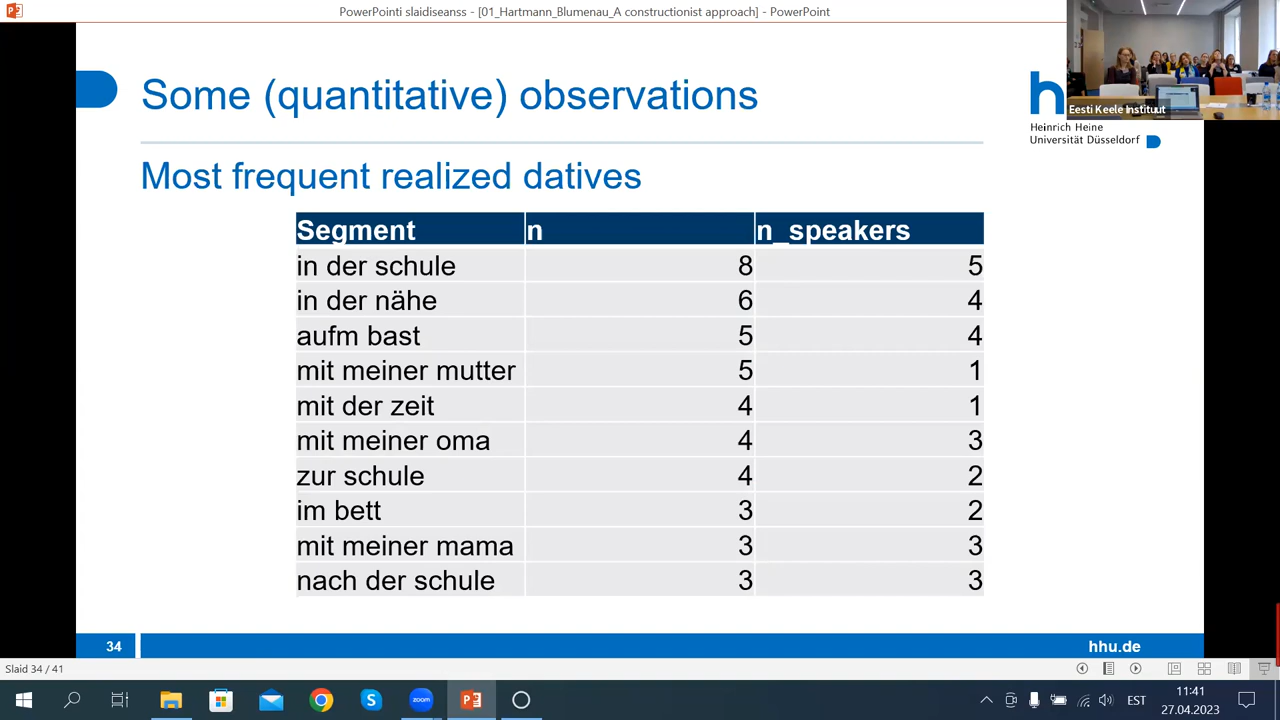 PowerPointi slaidiseanss - [01_Hartmann_Blumenau_A constructionist approach] - PowerPoint
Eesti Keele Instituut
Some (quantitative) observations
h
Heinrich Heine
Universität Düsseldorf
Most frequent realized datives
Segment n n_speakers
in der schule 8 5
in der nähe 6 4
aufm bast 5 4
mit meiner mutter 5 1
mit der zeit 4 1
mit meiner oma 4 3
zur schule 4 2
im bett 3 2
mit meiner mama 3 3
nach der schule 3 3
34 hhu.de
Slaid 34 / 41
zoom
EST
11:41
27.04.2023